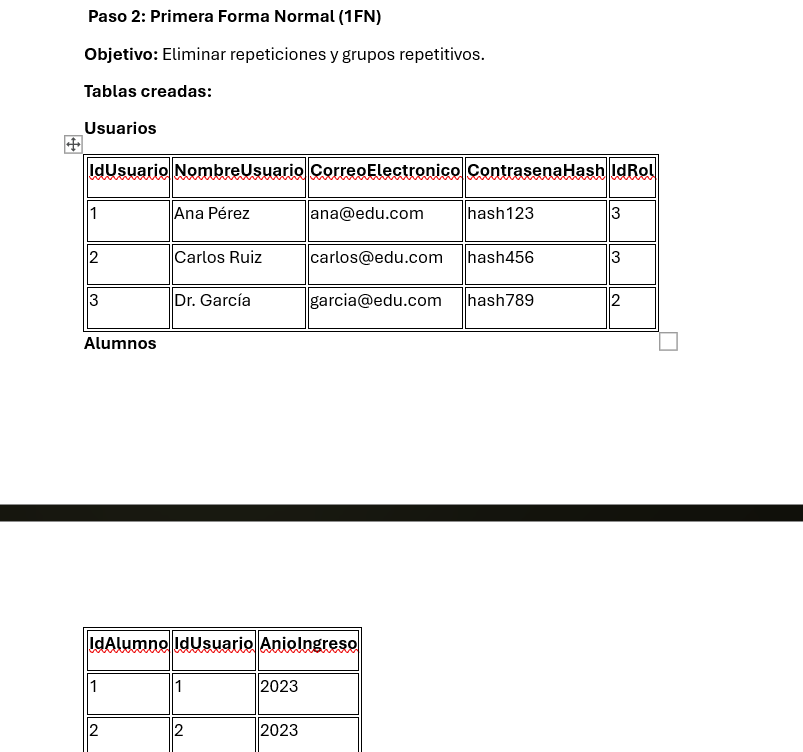 Paso 2: Primera Forma Normal (1FN)
Objetivo: Eliminar repeticiones y grupos repetitivos.
Tablas creadas:
Usuarios
IdUsuario NombreUsuario CorreoElectronico ContrasenaHash IdRol
1 Ana Pérez ana@edu.com hash123 3
2 Carlos Ruiz carlos@edu.com hash456 3
3 Dr. García garcia@edu.com hash789 2
Alumnos
IdAlumno IdUsuario AnioIngreso
1 1 2023
2 2 2023